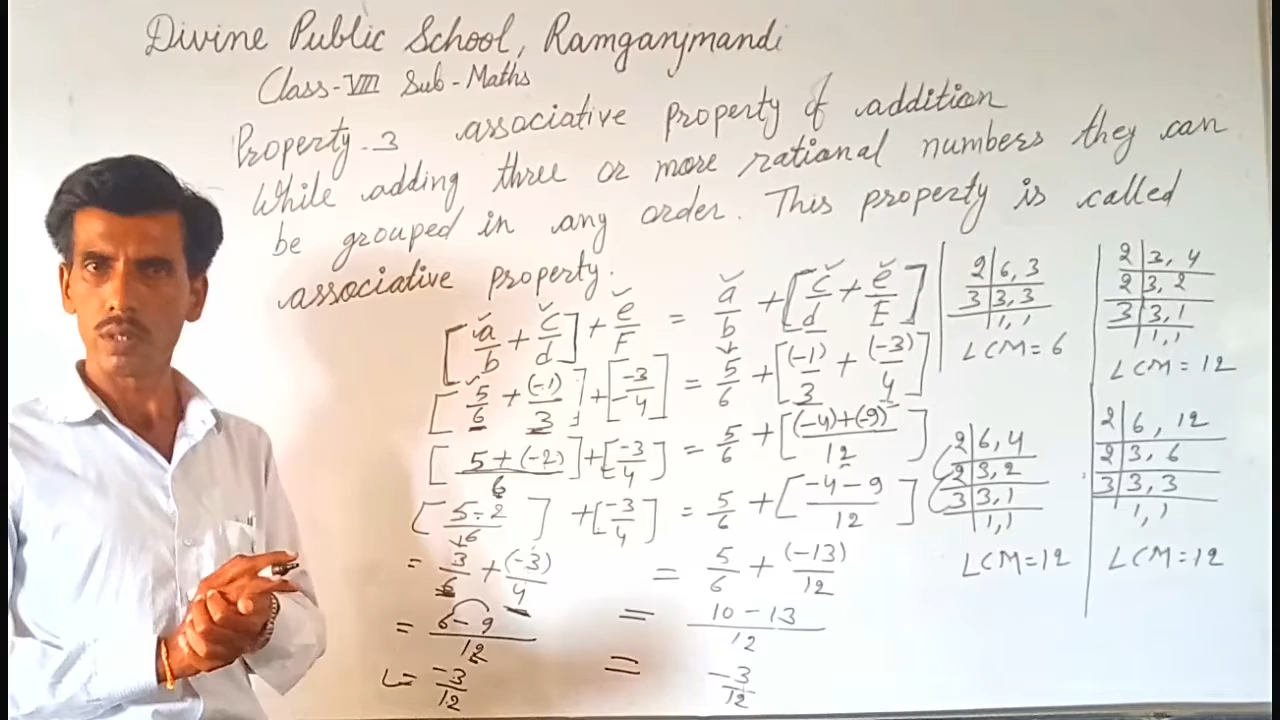 Divine Public School, Ramganjmandi
Class-VIII Sub-Maths
Property-3 associative property of addition
While adding three or more rational numbers they can
be grouped in any order. This property is called
associative property.
[a/b + c/d] + e/F = a/b + [c/d + e/E]
[5/6 + (-1)/3] + [-3/-4] = 5/6 + [(-1)/3 + (-3)/4]
[5+(-2)/6] + [-3/4] = 5/6 + [(-4)+(-9)/12]
[5-2/6] + [-3/4] = 5/6 + [-4-9/12]
= 3/6 + (-3)/4 = 5/6 + (-13)/12
= 6-9/12 = 10-13/12
↳ -3/12 = -3/12
2|6, 3
3|3, 3
1, 1
LCM=6
2|3, 4
2|3, 2
3|3, 1
1, 1
LCM=12
2|6, 4
2|3, 2
3|3, 1
1, 1
LCM=12
2|6, 12
2|3, 6
3|3, 3
1, 1
LCM=12